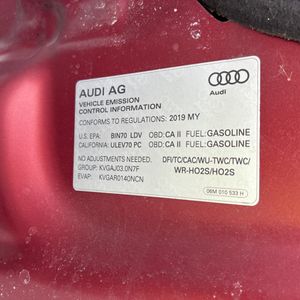 AUDI AG
Audi
VEHICLE EMISSION
CONTROL INFORMATION
CONFORMS TO REGULATIONS: 2019 MY
U.S. EPA: BIN70 LDV OBD: CA II FUEL: GASOLINE
CALIFORNIA: ULEV70 PC OBD: CA II FUEL: GASOLINE
NO ADJUSTMENTS NEEDED. DFI/TC/CAC/WU-TWC/TWC/
GROUP: KVGAJ03.0N7F WR-HO2S/HO2S
EVAP: KVGAR0140NCN
06M 010 533 H